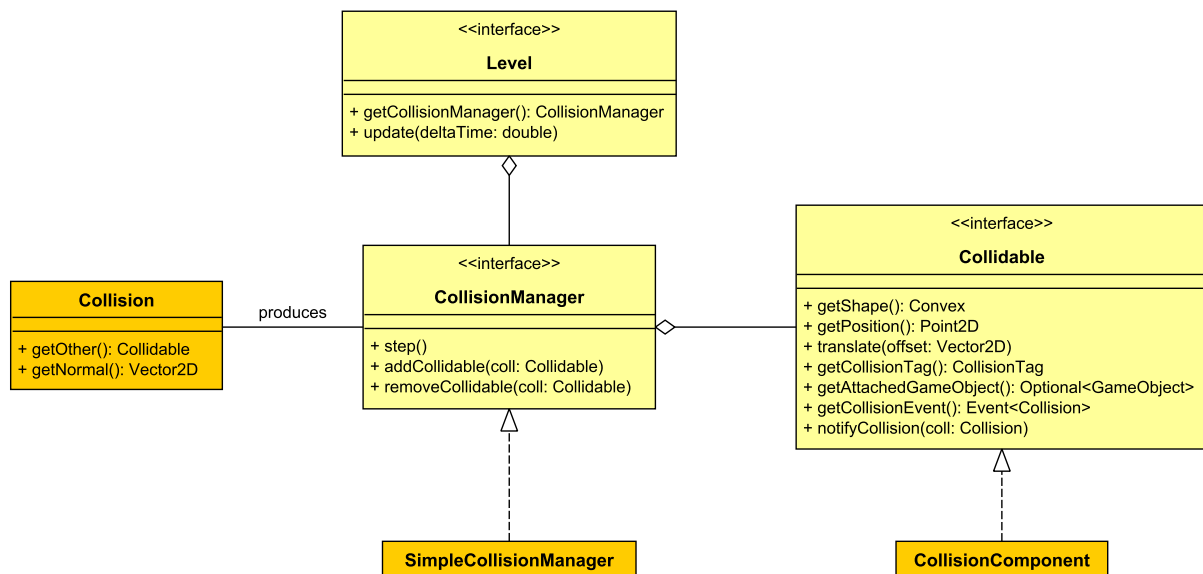 <<interface>>
Level
+ getCollisionManager(): CollisionManager
+ update(deltaTime: double)
<<interface>>
Collidable
+ getShape(): Convex
+ getPosition(): Point2D
+ translate(offset: Vector2D)
+ getCollisionTag(): CollisionTag
+ getAttachedGameObject(): Optional<GameObject>
+ getCollisionEvent(): Event<Collision>
+ notifyCollision(coll: Collision)
<<interface>>
CollisionManager
+ step()
+ addCollidable(coll: Collidable)
+ removeCollidable(coll: Collidable)
Collision
+ getOther(): Collidable
+ getNormal(): Vector2D
produces
SimpleCollisionManager
CollisionComponent